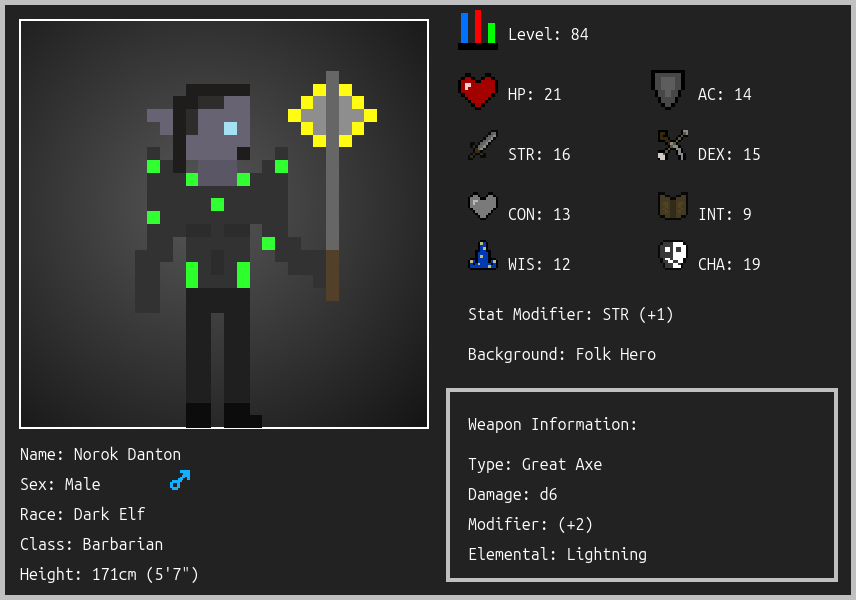 Level: 84
HP: 21
AC: 14
STR: 16
DEX: 15
CON: 13
INT: 9
WIS: 12
CHA: 19
Stat Modifier: STR (+1)
Background: Folk Hero
Weapon Information:
Type: Great Axe
Damage: d6
Modifier: (+2)
Elemental: Lightning
Name: Norok Danton
Sex: Male
Race: Dark Elf
Class: Barbarian
Height: 171cm (5'7")